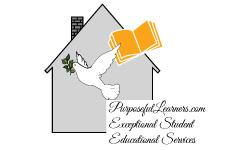 PurposefulLearners.com
Exceptional Student
Educational Services